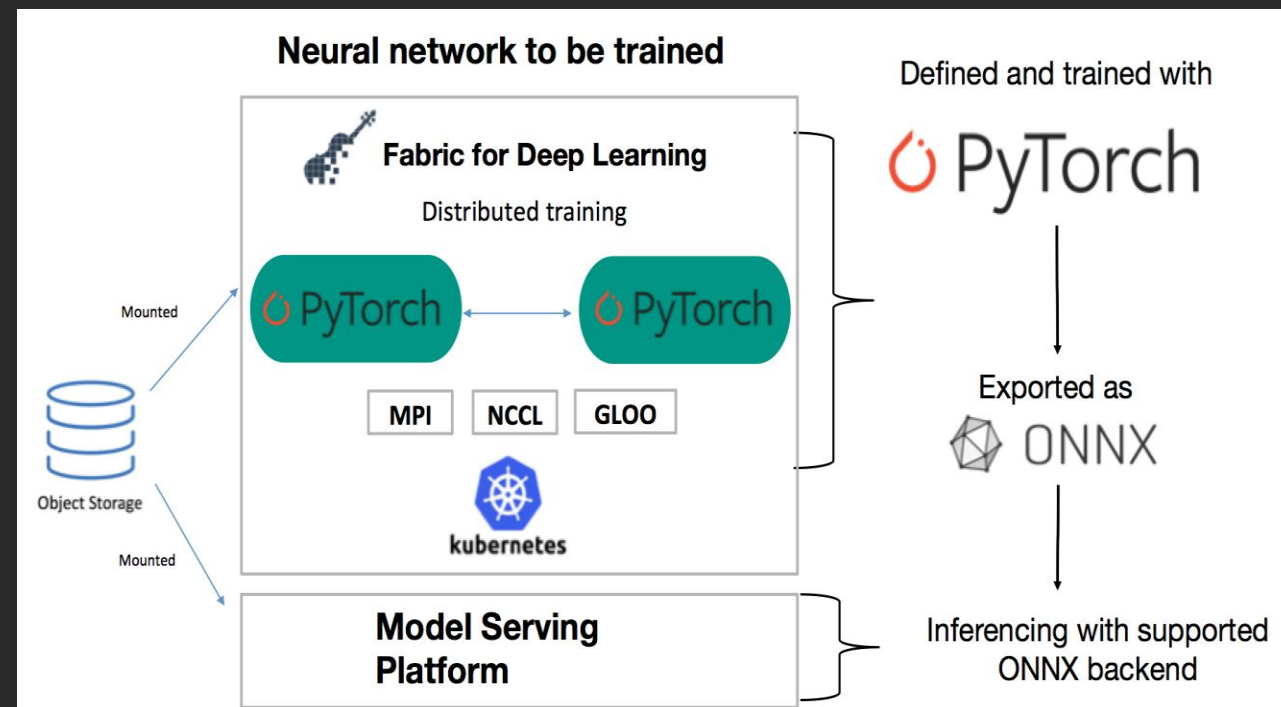 Neural network to be trained
Fabric for Deep Learning
Distributed training
PyTorch
PyTorch
MPI
NCCL
GLOO
kubernetes
Mounted
Object Storage
Mounted
Model Serving
Platform
Defined and trained with
PyTorch
Exported as
ONNX
Inferencing with supported
ONNX backend